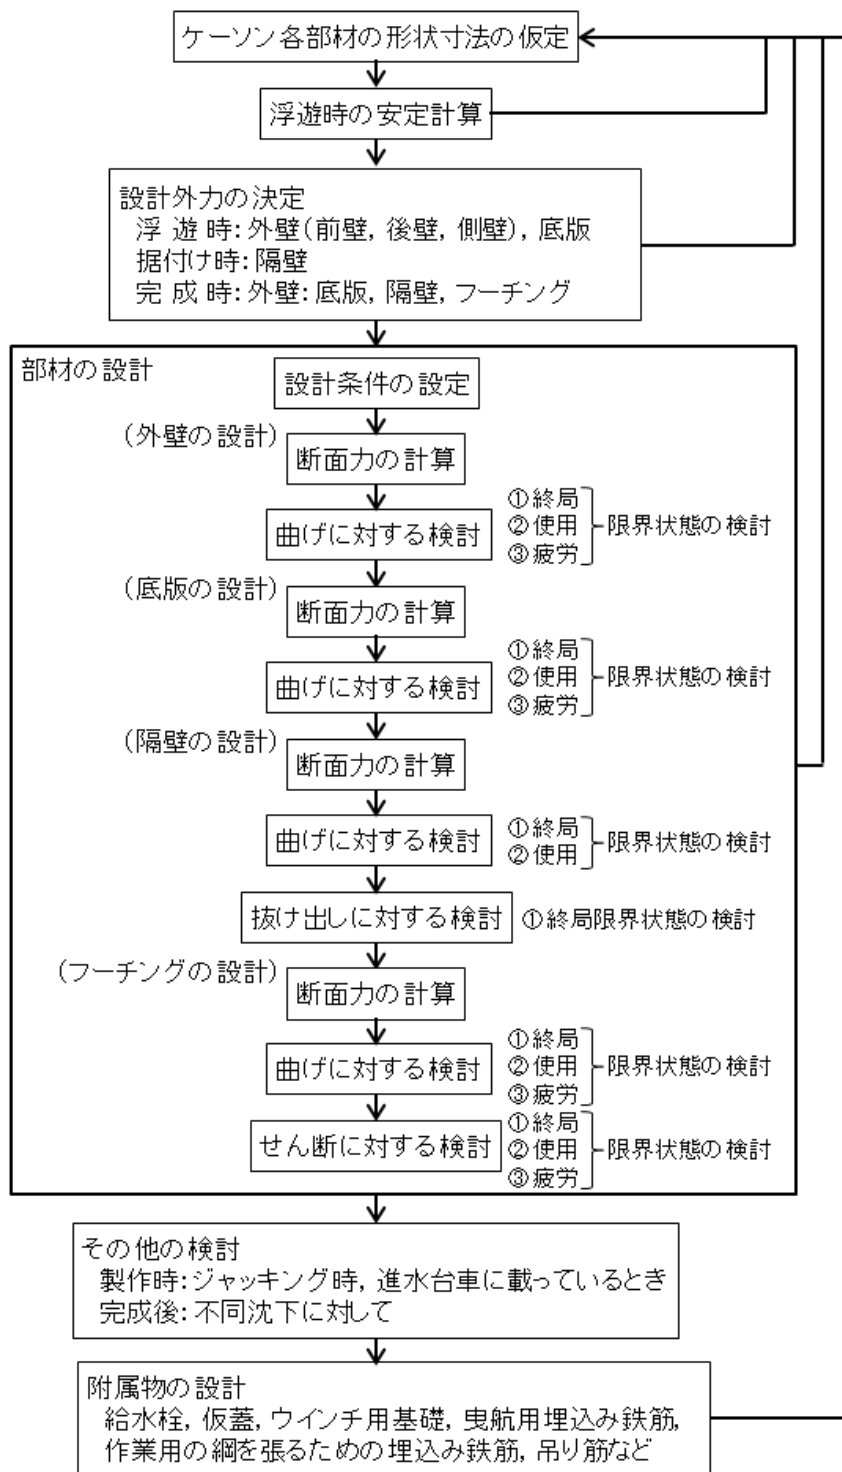 ケーソン各部材の形状寸法の仮定
浮遊時の安定計算
設計外力の決定
浮 遊 時:外壁(前壁, 後壁, 側壁), 底版
据付け時:隔壁
完 成 時:外壁:底版, 隔壁, フーチング
部材の設計
設計条件の設定
(外壁の設計)
断面力の計算
曲げに対する検討
①終局
②使用
③疲労
限界状態の検討
(底版の設計)
断面力の計算
曲げに対する検討
①終局
②使用
③疲労
限界状態の検討
(隔壁の設計)
断面力の計算
曲げに対する検討
①終局
②使用
限界状態の検討
抜け出しに対する検討
①終局限界状態の検討
(フーチングの設計)
断面力の計算
曲げに対する検討
①終局
②使用
③疲労
限界状態の検討
せん断に対する検討
①終局
②使用
③疲労
限界状態の検討
その他の検討
製作時:ジャッキング時, 進水台車に載っているとき
完成後:不同沈下に対して
附属物の設計
給水栓, 仮蓋, ウインチ用基礎, 曳航用埋込み鉄筋,
作業用の綱を張るための埋込み鉄筋, 吊り筋など